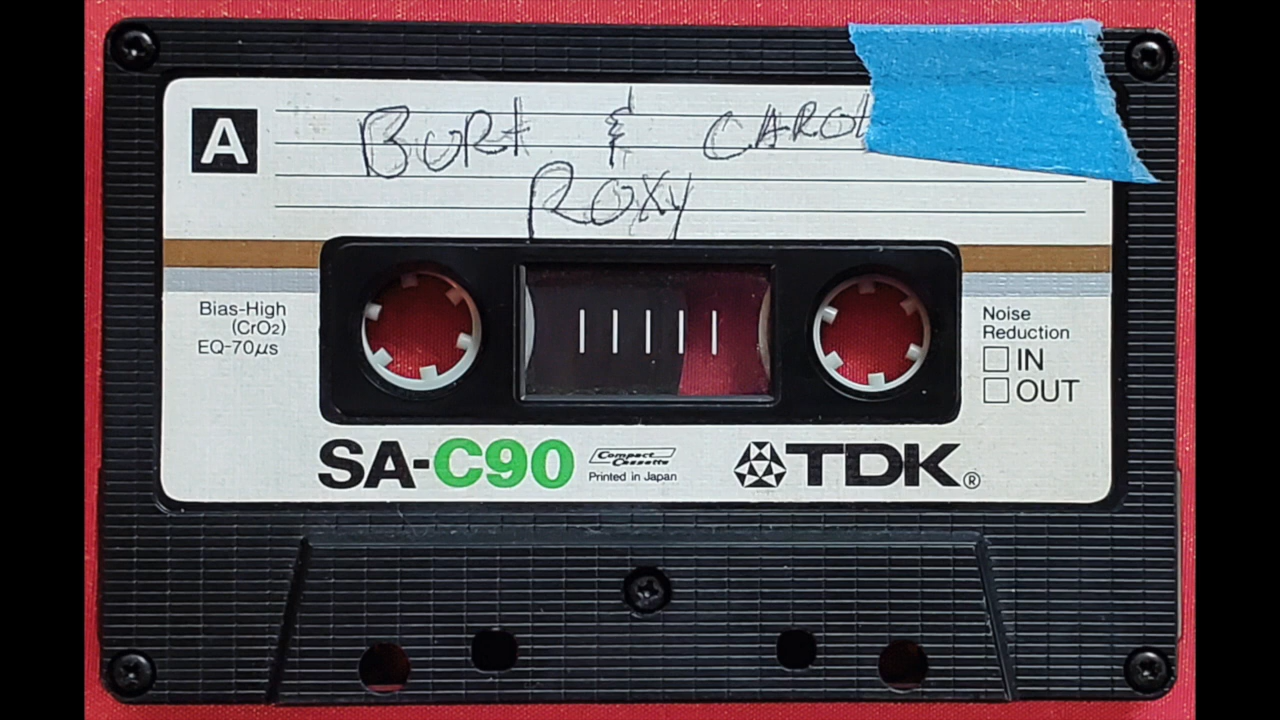 A
BURT & CAROL
ROXY
Bias-High
(CrO2)
EQ-70µs
Noise
Reduction
IN
OUT
SA-C90
Compact
Cassette
Printed in Japan
TDK®